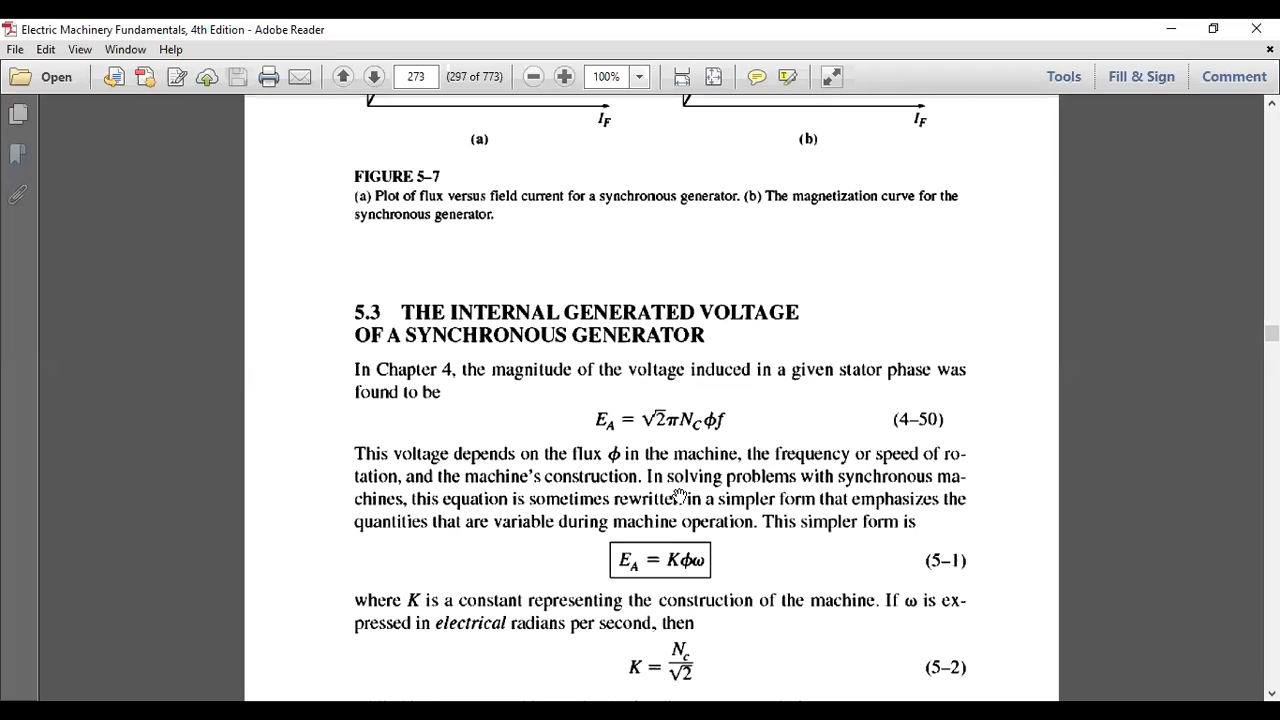 Electric Machinery Fundamentals, 4th Edition - Adobe Reader
File Edit View Window Help
Open 273 (297 of 773) 100% Tools Fill & Sign Comment
I_F I_F
(a) (b)
FIGURE 5–7
(a) Plot of flux versus field current for a synchronous generator. (b) The magnetization curve for the
synchronous generator.
5.3 THE INTERNAL GENERATED VOLTAGE
OF A SYNCHRONOUS GENERATOR
In Chapter 4, the magnitude of the voltage induced in a given stator phase was
found to be
E_A = √2πN_Cϕf (4–50)
This voltage depends on the flux ϕ in the machine, the frequency or speed of ro-
tation, and the machine's construction. In solving problems with synchronous ma-
chines, this equation is sometimes rewritten in a simpler form that emphasizes the
quantities that are variable during machine operation. This simpler form is
E_A = Kϕω (5–1)
where K is a constant representing the construction of the machine. If ω is ex-
pressed in electrical radians per second, then
K = N_c/√2 (5–2)